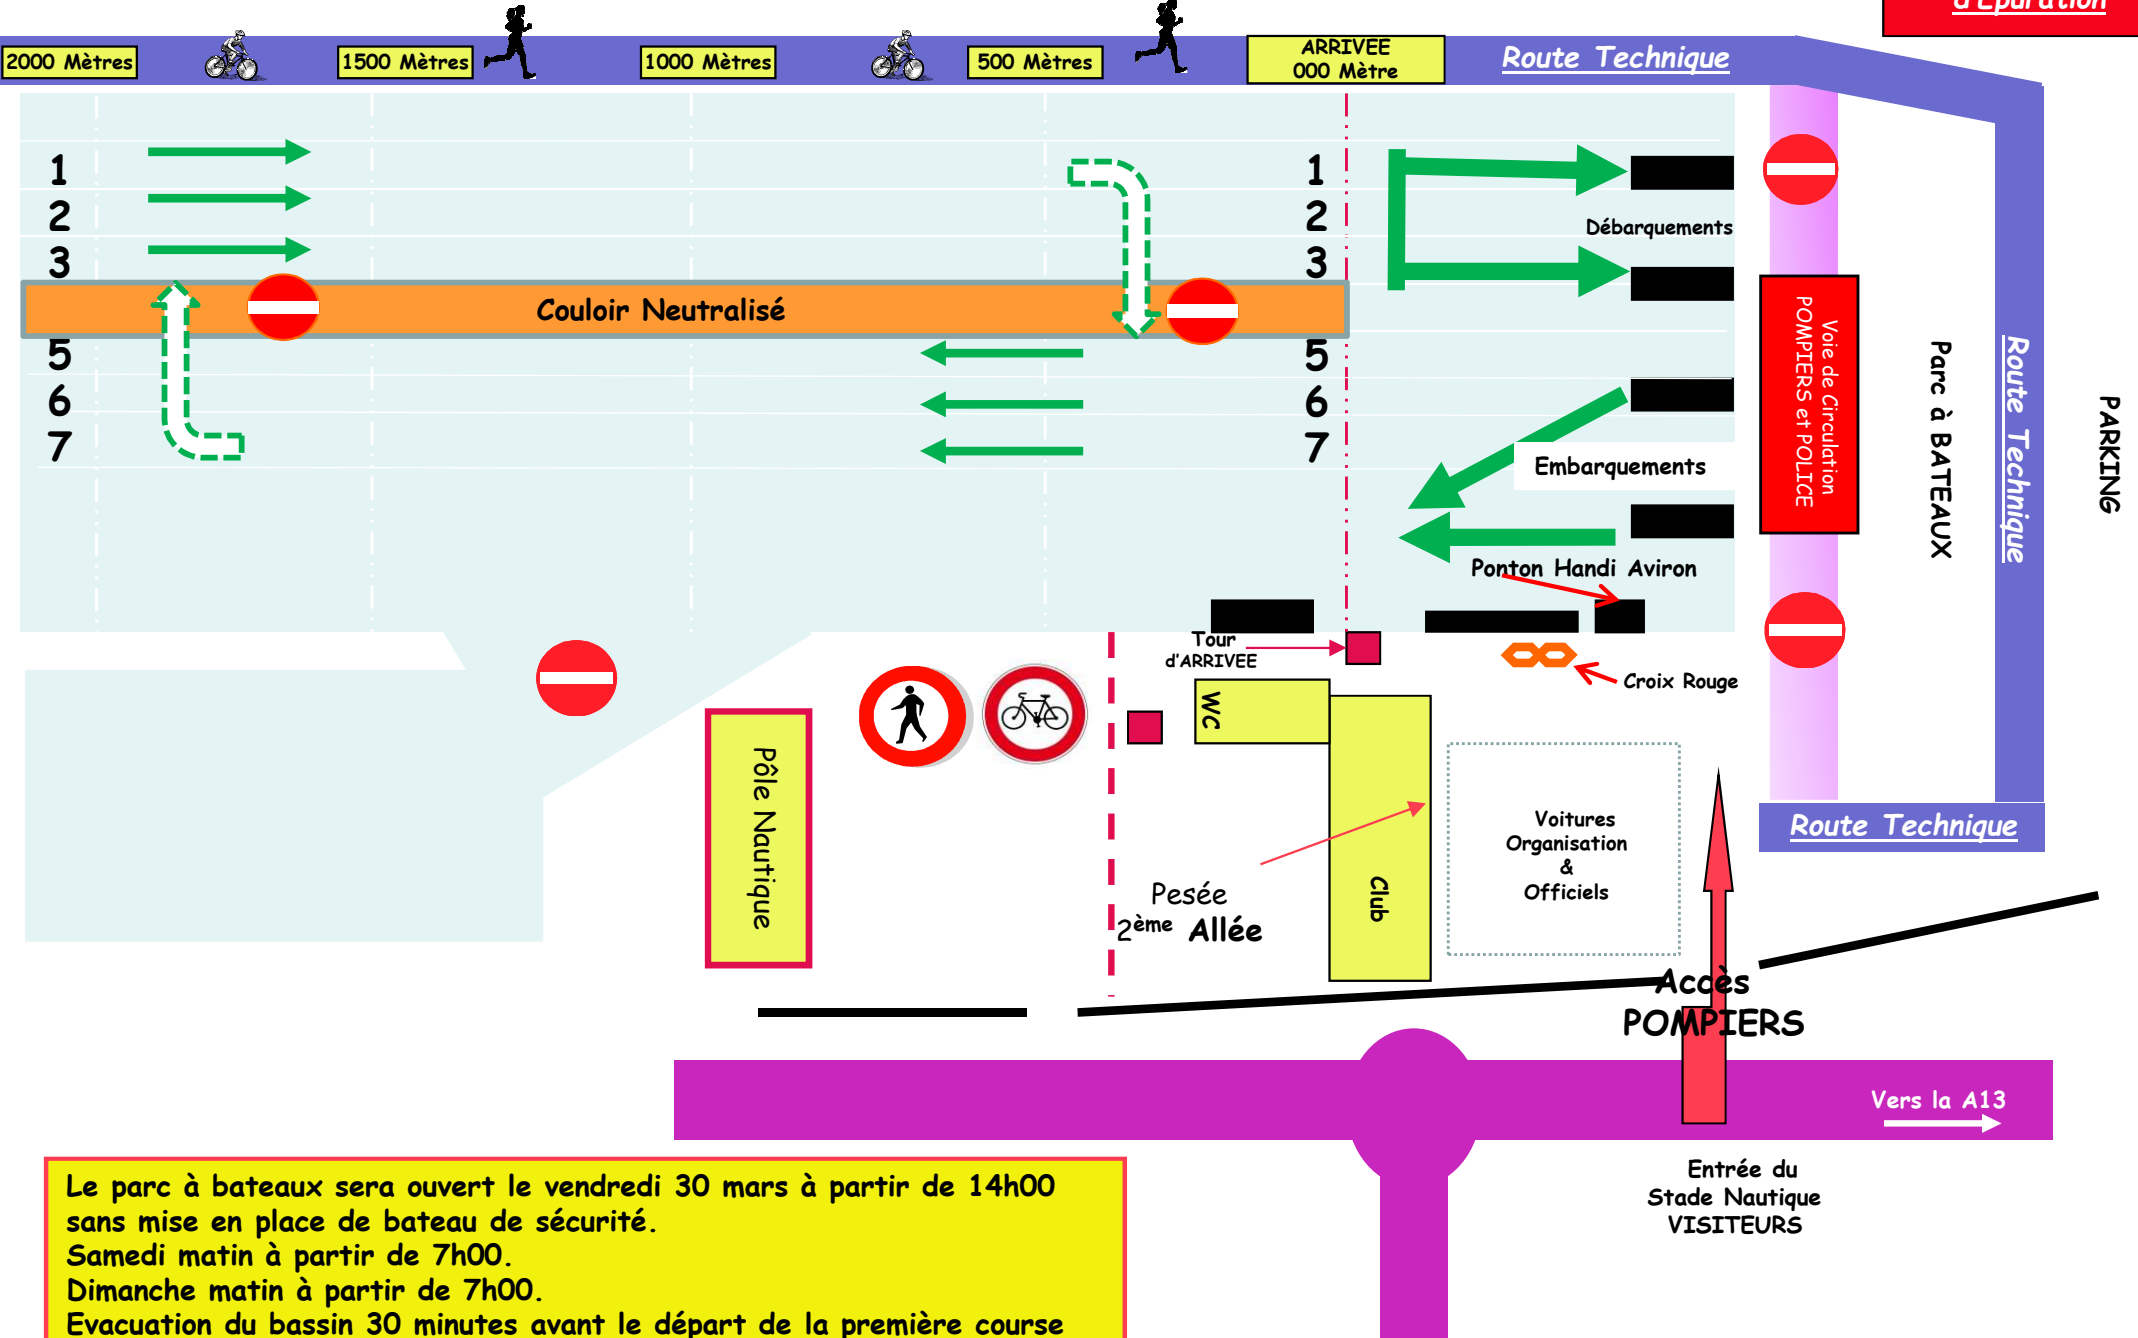 d'Epuration
2000 Mètres
1500 Mètres
1000 Mètres
500 Mètres
ARRIVEE
000 Mètre
Route Technique
1
2
3
1
2
3
Débarquements
Couloir Neutralisé
5
6
7
5
6
7
Embarquements
Ponton Handi Aviron
Voie de Circulation
POMPIERS et POLICE
Parc à BATEAUX
Route Technique
PARKING
Tour
d'ARRIVEE
Croix Rouge
WC
Pôle Nautique
Pesée
2ème Allée
Club
Voitures
Organisation
&
Officiels
Route Technique
Accès
POMPIERS
Vers la A13
Entrée du
Stade Nautique
VISITEURS
Le parc à bateaux sera ouvert le vendredi 30 mars à partir de 14h00
sans mise en place de bateau de sécurité.
Samedi matin à partir de 7h00.
Dimanche matin à partir de 7h00.
Evacuation du bassin 30 minutes avant le départ de la première course